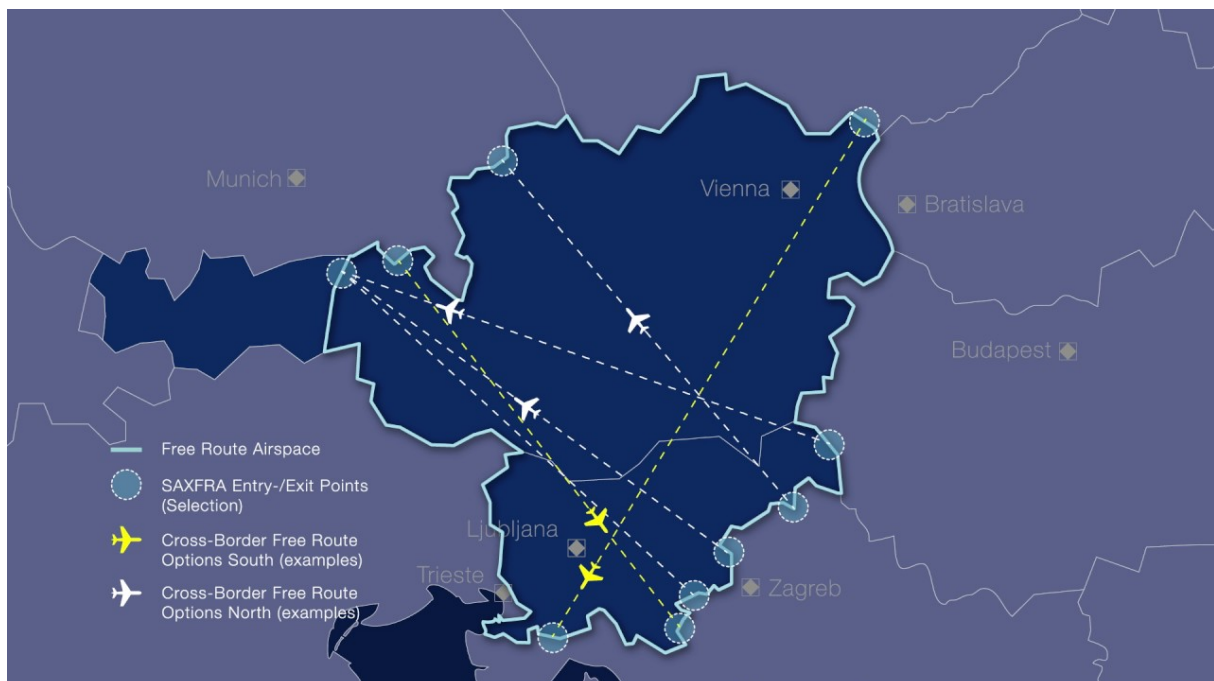 Munich
Vienna
Bratislava
Budapest
Free Route Airspace
SAXFRA Entry-/Exit Points
(Selection)
Cross-Border Free Route
Options South (examples)
Cross-Border Free Route
Options North (examples)
Ljubljana
Trieste
Zagreb